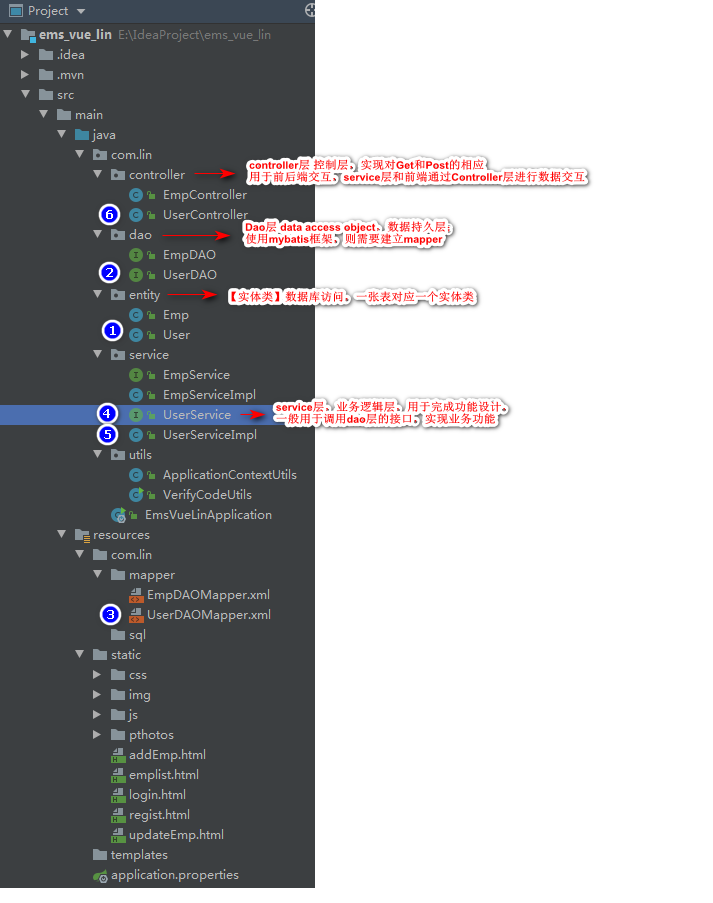 Project
ems_vue_lin E:\IdeaProject\ems_vue_lin
.idea
.mvn
src
main
java
com.lin
controller
controller层 控制层、实现对Get和Post的相应
用于前后端交互、service层和前端通过Controller层进行数据交互
EmpController
6 UserController
dao
Dao层 data access object、数据持久层；
使用mybatis框架、则需要建立mapper
EmpDAO
2 UserDAO
entity
【实体类】数据库访问、一张表对应一个实体类
Emp
1 User
service
EmpService
EmpServiceImpl
4 UserService
service层、业务逻辑层、用于完成功能设计。
一般用于调用dao层的接口、实现业务功能
5 UserServiceImpl
utils
ApplicationContextUtils
VerifyCodeUtils
EmsVueLinApplication
resources
com.lin
mapper
EmpDAOMapper.xml
3 UserDAOMapper.xml
sql
static
css
img
js
pthotos
addEmp.html
emplist.html
login.html
regist.html
updateEmp.html
templates
application.properties